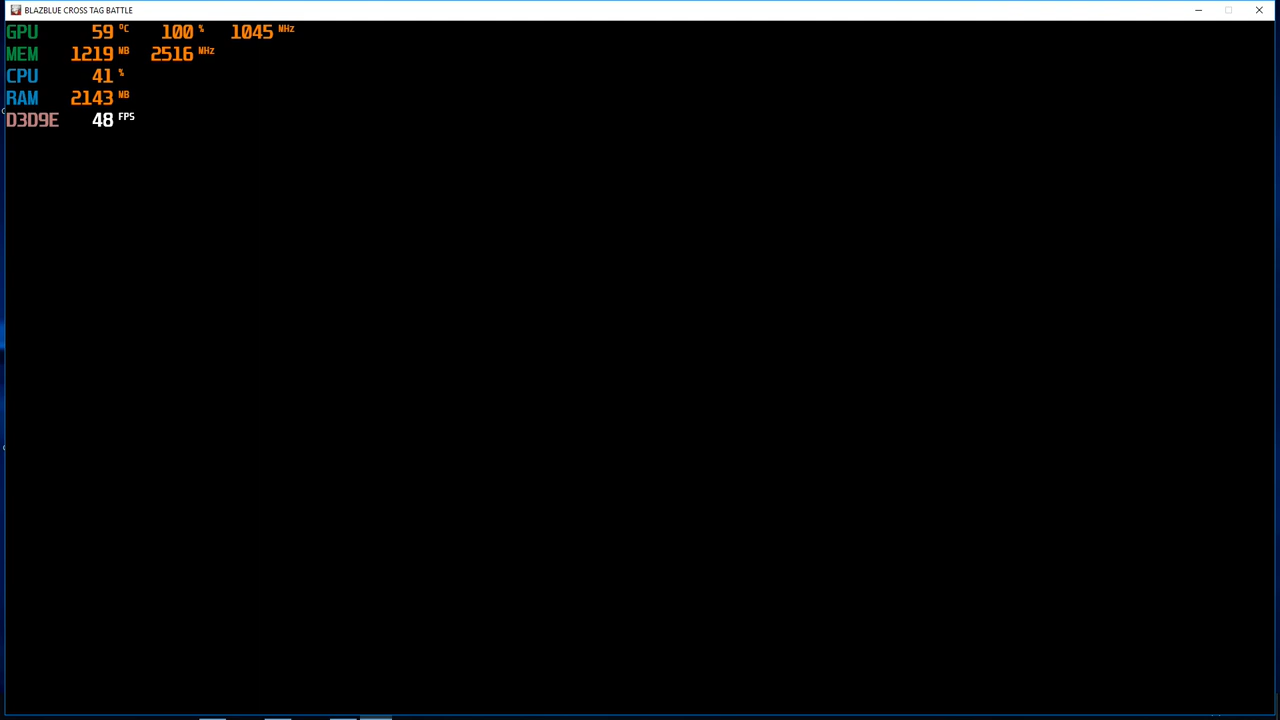 BLAZBLUE CROSS TAG BATTLE
GPU 59 °C 100 % 1045 MHz
MEM 1219 MB 2516 MHz
CPU 41 %
RAM 2143 MB
D3D9E 48 FPS